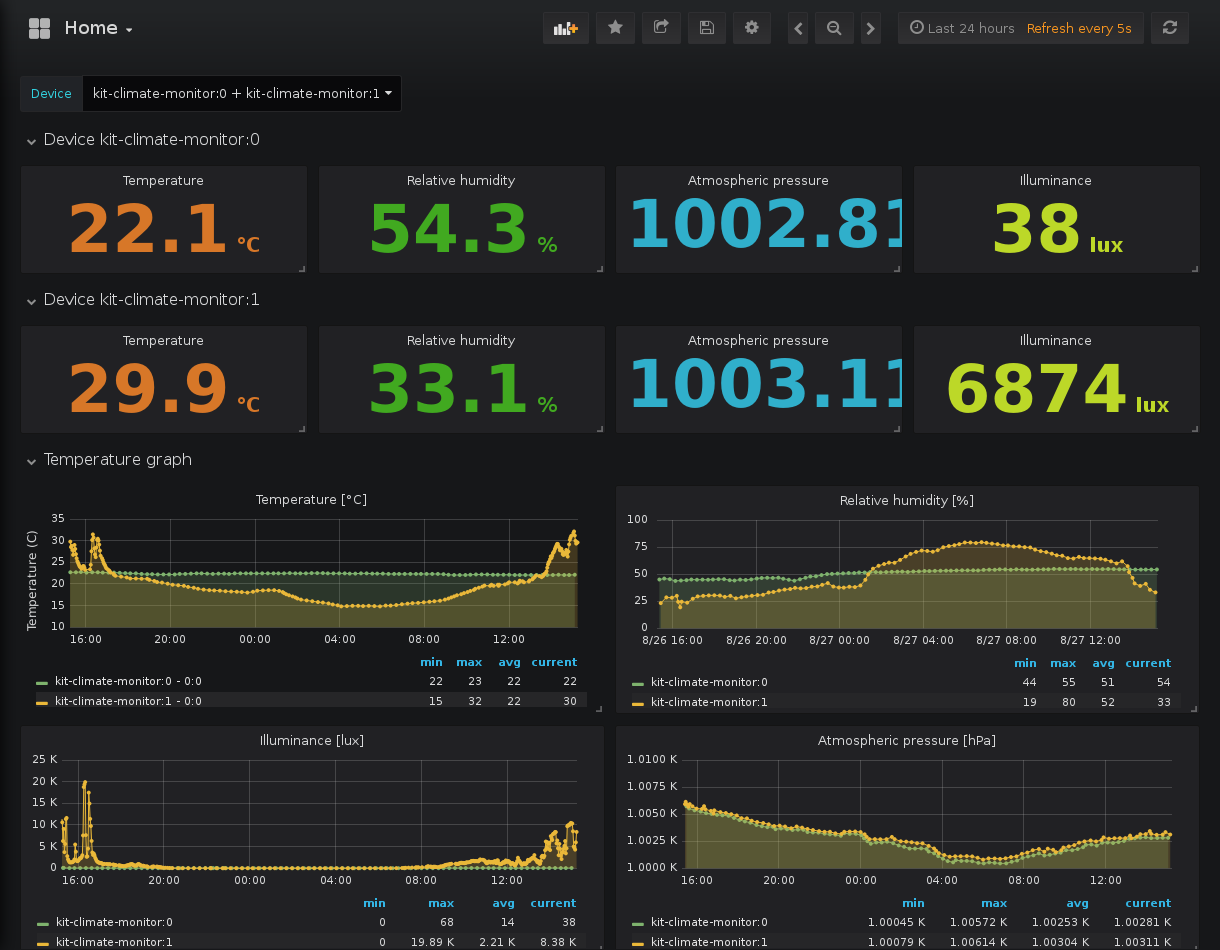 Home
Last 24 hours Refresh every 5s
Device kit-climate-monitor:0 + kit-climate-monitor:1
Device kit-climate-monitor:0
Temperature Relative humidity Atmospheric pressure Illuminance
22.1 °C 54.3 % 1002.81 38 lux
Device kit-climate-monitor:1
Temperature Relative humidity Atmospheric pressure Illuminance
29.9 °C 33.1 % 1003.11 6874 lux
Temperature graph
Temperature [°C]
Temperature (C)
35
30
25
20
15
10
16:00 20:00 00:00 04:00 08:00 12:00
min max avg current
kit-climate-monitor:0 - 0:0 22 23 22 22
kit-climate-monitor:1 - 0:0 15 32 22 30
Relative humidity [%]
100
75
50
25
0
8/26 16:00 8/26 20:00 8/27 00:00 8/27 04:00 8/27 08:00 8/27 12:00
min max avg current
kit-climate-monitor:0 44 55 51 54
kit-climate-monitor:1 19 80 52 33
Illuminance [lux]
25 K
20 K
15 K
10 K
5 K
0
16:00 20:00 00:00 04:00 08:00 12:00
min max avg current
kit-climate-monitor:0 0 68 14 38
kit-climate-monitor:1 0 19.89 K 2.21 K 8.38 K
Atmospheric pressure [hPa]
1.0100 K
1.0075 K
1.0050 K
1.0025 K
1.0000 K
16:00 20:00 00:00 04:00 08:00 12:00
min max avg current
kit-climate-monitor:0 1.00045 K 1.00572 K 1.00253 K 1.00281 K
kit-climate-monitor:1 1.00079 K 1.00614 K 1.00304 K 1.00311 K